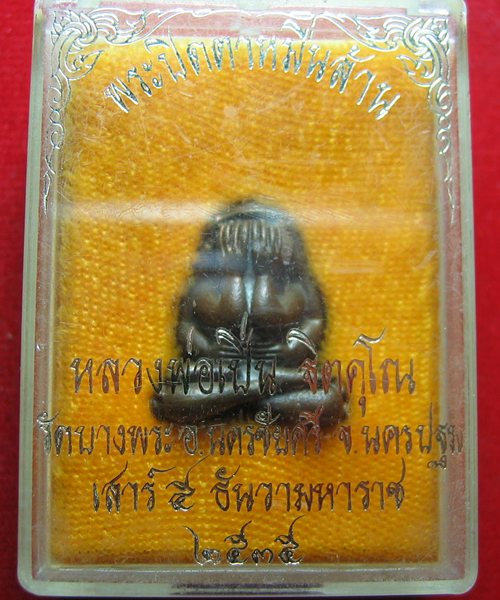 พระปิดตาหมื่นล้าน
หลวงพ่อเปิ่น ฐิตคุโณ
วัดบางพระ อ.นครชัยศรี จ.นครปฐม
เสาร์ ๕ ธันวามหาราช
๒๕๓๕